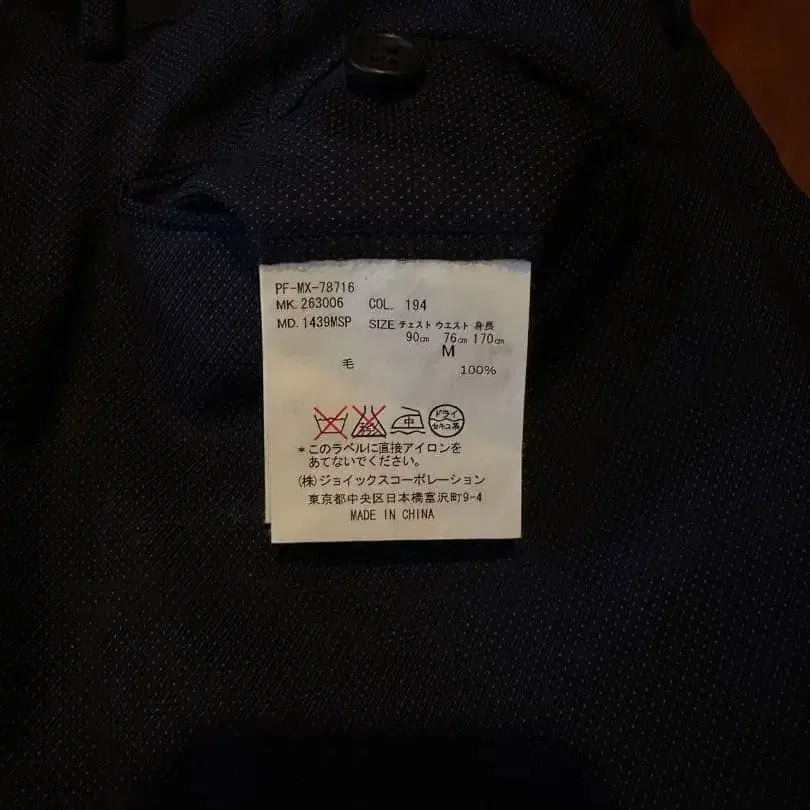 PF-MX-78716
MK. 263006 COL. 194
MD. 1439MSP SIZE チェスト ウエスト 身長
90cm 76cm 170cm
M
毛 100%
エンソ 中 ドライ セキユ系
*このラベルに直接アイロンを
あてないでください。
(株)ジョイックスコーポレーション
東京都中央区日本橋富沢町9-4
MADE IN CHINA